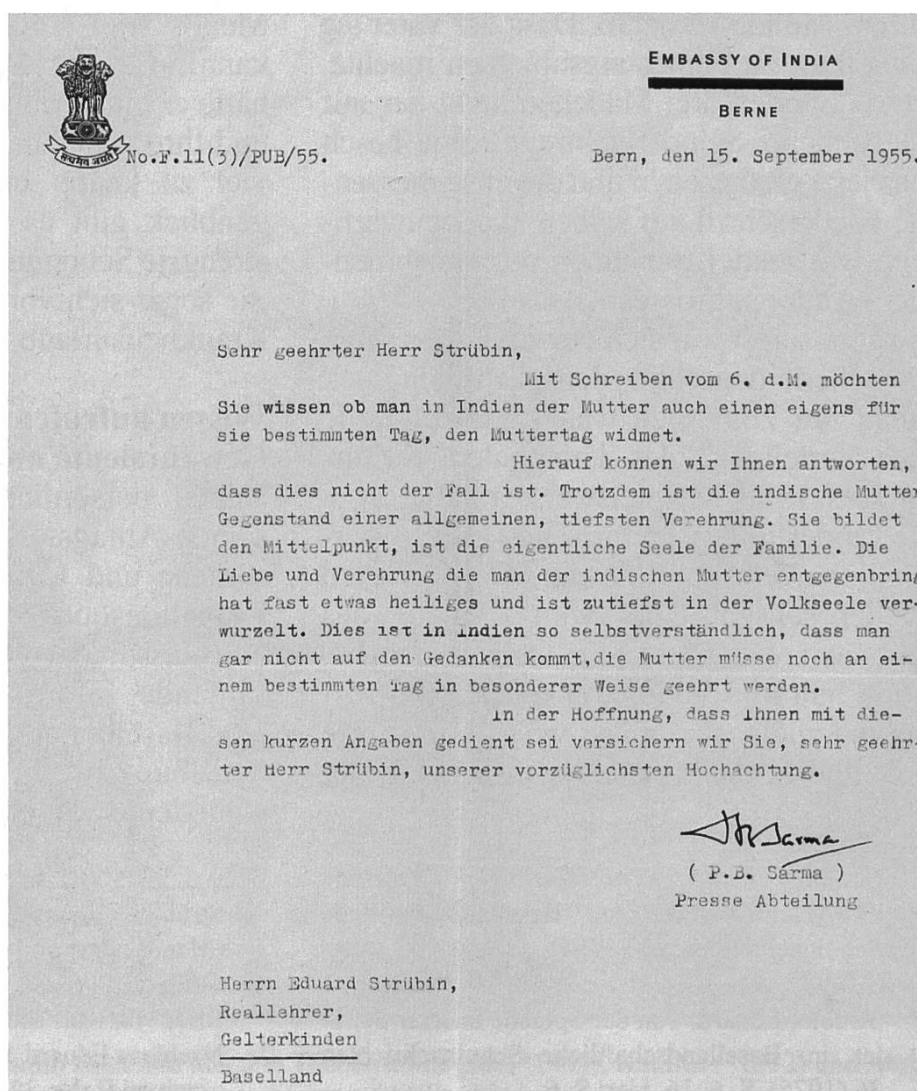 EMBASSY OF INDIA
BERNE
सत्यमेव जयते
No.F.11(3)/PUB/55.
Bern, den 15. September 1955.
Sehr geehrter Herr Strübin,
Mit Schreiben vom 6. d.M. möchten
Sie wissen ob man in Indien der Mutter auch einen eigens für
sie bestimmten Tag, den Muttertag widmet.
Hierauf können wir Ihnen antworten,
dass dies nicht der Fall ist. Trotzdem ist die indische Mutter
Gegenstand einer allgemeinen, tiefsten Verehrung. Sie bildet
den Mittelpunkt, ist die eigentliche Seele der Familie. Die
Liebe und Verehrung die man der indischen Mutter entgegenbring
hat fast etwas heiliges und ist zutiefst in der Volkseele ver-
wurzelt. Dies ist in Indien so selbstverständlich, dass man
gar nicht auf den Gedanken kommt,die Mutter müsse noch an ei-
nem bestimmten Tag in besonderer Weise geehrt werden.
In der Hoffnung, dass Ihnen mit die-
sen kurzen Angaben gedient sei versichern wir Sie, sehr geehr-
ter Herr Strübin, unserer vorzüglichsten Hochachtung.
Sarma
( P.B. Sarma )
Presse Abteilung
Herrn Eduard Strübin,
Reallehrer,
Gelterkinden
Baselland